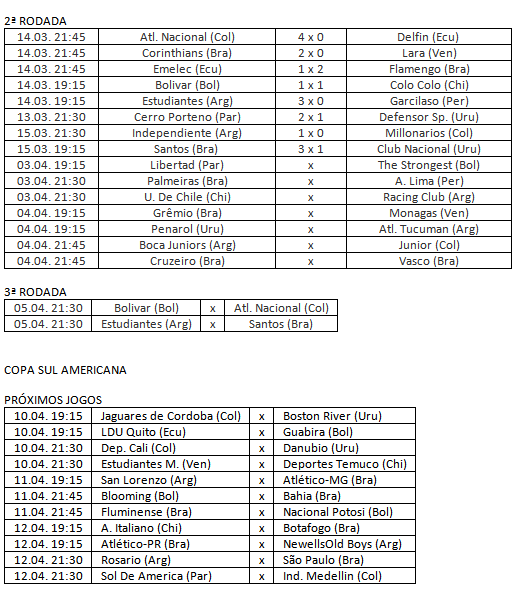 2ª RODADA
14.03. 21:45 Atl. Nacional (Col) 4 x 0 Delfin (Ecu)
14.03. 21:45 Corinthians (Bra) 2 x 0 Lara (Ven)
14.03. 21:45 Emelec (Ecu) 1 x 2 Flamengo (Bra)
14.03. 19:15 Bolivar (Bol) 1 x 1 Colo Colo (Chi)
14.03. 19:15 Estudiantes (Arg) 3 x 0 Garcilaso (Per)
13.03. 21:30 Cerro Porteno (Par) 2 x 1 Defensor Sp. (Uru)
15.03. 21:30 Independiente (Arg) 1 x 0 Millonarios (Col)
15.03. 19:15 Santos (Bra) 3 x 1 Club Nacional (Uru)
03.04. 19:15 Libertad (Par) x The Strongest (Bol)
03.04. 21:30 Palmeiras (Bra) x A. Lima (Per)
03.04. 21:30 U. De Chile (Chi) x Racing Club (Arg)
04.04. 19:15 Grêmio (Bra) x Monagas (Ven)
04.04. 19:15 Penarol (Uru) x Atl. Tucuman (Arg)
04.04. 21:45 Boca Juniors (Arg) x Junior (Col)
04.04. 21:45 Cruzeiro (Bra) x Vasco (Bra)
3ª RODADA
05.04. 21:30 Bolivar (Bol) x Atl. Nacional (Col)
05.04. 21:30 Estudiantes (Arg) x Santos (Bra)
COPA SUL AMERICANA
PRÓXIMOS JOGOS
10.04. 19:15 Jaguares de Cordoba (Col) x Boston River (Uru)
10.04. 19:15 LDU Quito (Ecu) x Guabira (Bol)
10.04. 21:30 Dep. Cali (Col) x Danubio (Uru)
10.04. 21:30 Estudiantes M. (Ven) x Deportes Temuco (Chi)
11.04. 19:15 San Lorenzo (Arg) x Atlético-MG (Bra)
11.04. 21:45 Blooming (Bol) x Bahia (Bra)
11.04. 21:45 Fluminense (Bra) x Nacional Potosi (Bol)
12.04. 19:15 A. Italiano (Chi) x Botafogo (Bra)
12.04. 19:15 Atlético-PR (Bra) x NewellsOld Boys (Arg)
12.04. 21:30 Rosario (Arg) x São Paulo (Bra)
12.04. 21:30 Sol De America (Par) x Ind. Medellin (Col)